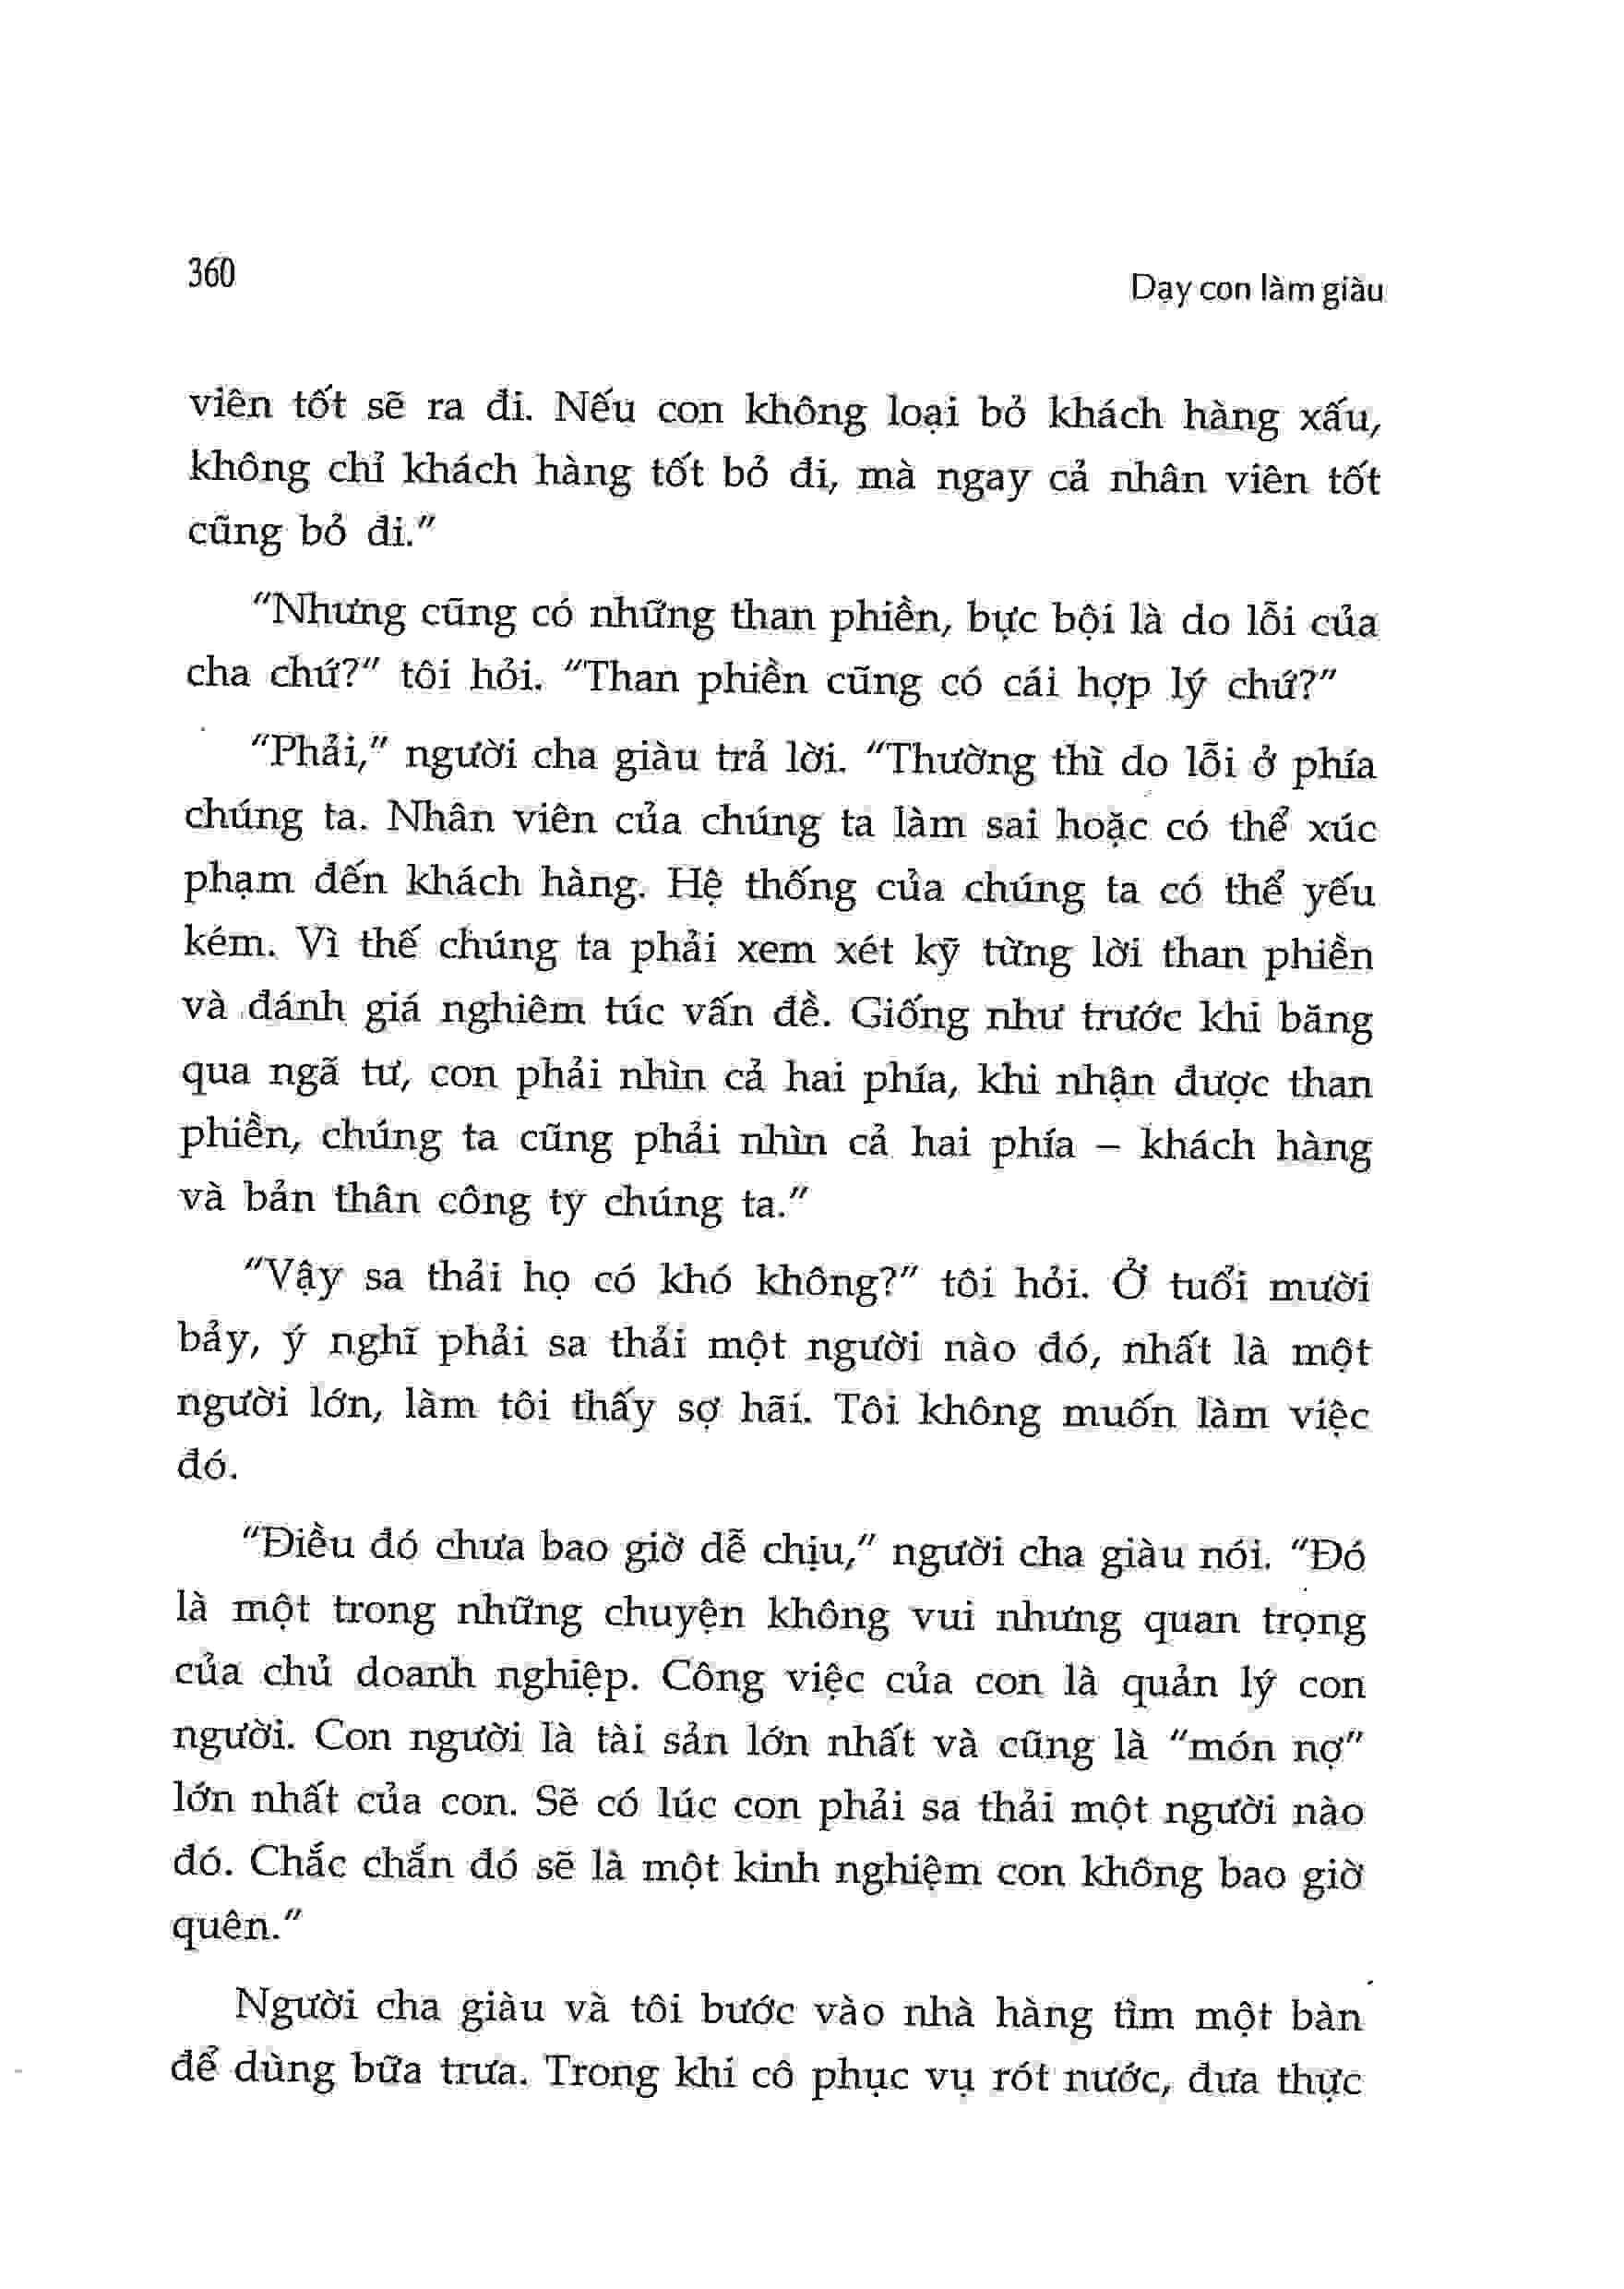 360
Dạy con làm giàu
viên tốt sẽ ra đi. Nếu con không loại bỏ khách hàng xấu,
không chỉ khách hàng tốt bỏ đi, mà ngay cả nhân viên tốt
cũng bỏ đi.”
“Nhưng cũng có những than phiền, bực bội là do lỗi của
cha chứ?” tôi hỏi. “Than phiền cũng có cái hợp lý chứ?”
“Phải,” người cha giàu trả lời. “Thường thì do lỗi ở phía
chúng ta. Nhân viên của chúng ta làm sai hoặc có thể xúc
phạm đến khách hàng. Hệ thống của chúng ta có thể yếu
kém. Vì thế chúng ta phải xem xét kỹ từng lời than phiền
và đánh giá nghiêm túc vấn đề. Giống như trước khi băng
qua ngã tư, con phải nhìn cả hai phía, khi nhận được than
phiền, chúng ta cũng phải nhìn cả hai phía – khách hàng
và bản thân công ty chúng ta.”
“Vậy sa thải họ có khó không?” tôi hỏi. Ở tuổi mười
bảy, ý nghĩ phải sa thải một người nào đó, nhất là một
người lớn, làm tôi thấy sợ hãi. Tôi không muốn làm việc
đó.
“Điều đó chưa bao giờ dễ chịu,” người cha giàu nói. “Đó
là một trong những chuyện không vui nhưng quan trọng
của chủ doanh nghiệp. Công việc của con là quản lý con
người. Con người là tài sản lớn nhất và cũng là “món nợ”
lớn nhất của con. Sẽ có lúc con phải sa thải một người nào
đó. Chắc chắn đó sẽ là một kinh nghiệm con không bao giờ
quên.”
Người cha giàu và tôi bước vào nhà hàng tìm một bàn
để dùng bữa trưa. Trong khi cô phục vụ rót nước, đưa thực